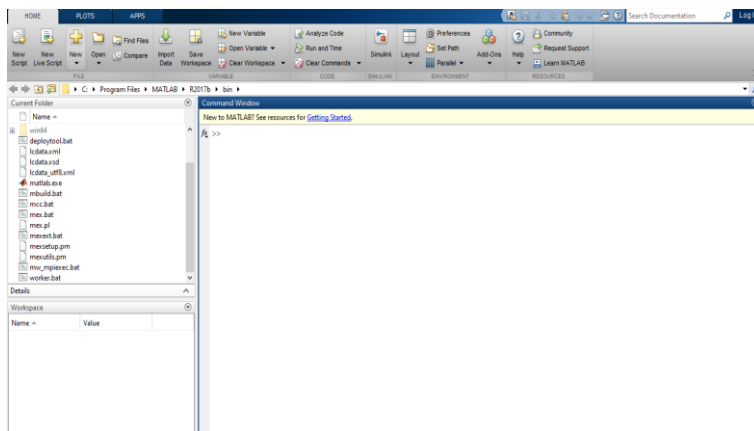 HOME PLOTS APPS Search Documentation Log
New Script
New Live Script
New
Open
Find Files
Compare
Import Data
Save Workspace
New Variable
Open Variable
Clear Workspace
Analyze Code
Run and Time
Clear Commands
Simulink
Layout
Preferences
Set Path
Parallel
Add-Ons
Help
Community
Request Support
Learn MATLAB
FILE VARIABLE CODE SIMULINK ENVIRONMENT RESOURCES
C: Program Files MATLAB R2017b bin
Current Folder
Name
win64
deploytool.bat
lcdata.xml
lcdata.xsd
lcdata_utf8.xml
matlab.exe
mbuild.bat
mcc.bat
mex.bat
mex.pl
mexext.bat
mexsetup.pm
mexutils.pm
mw_mpiexec.bat
worker.bat
Details
Workspace
Name Value
Command Window
New to MATLAB? See resources for Getting Started.
fx >>